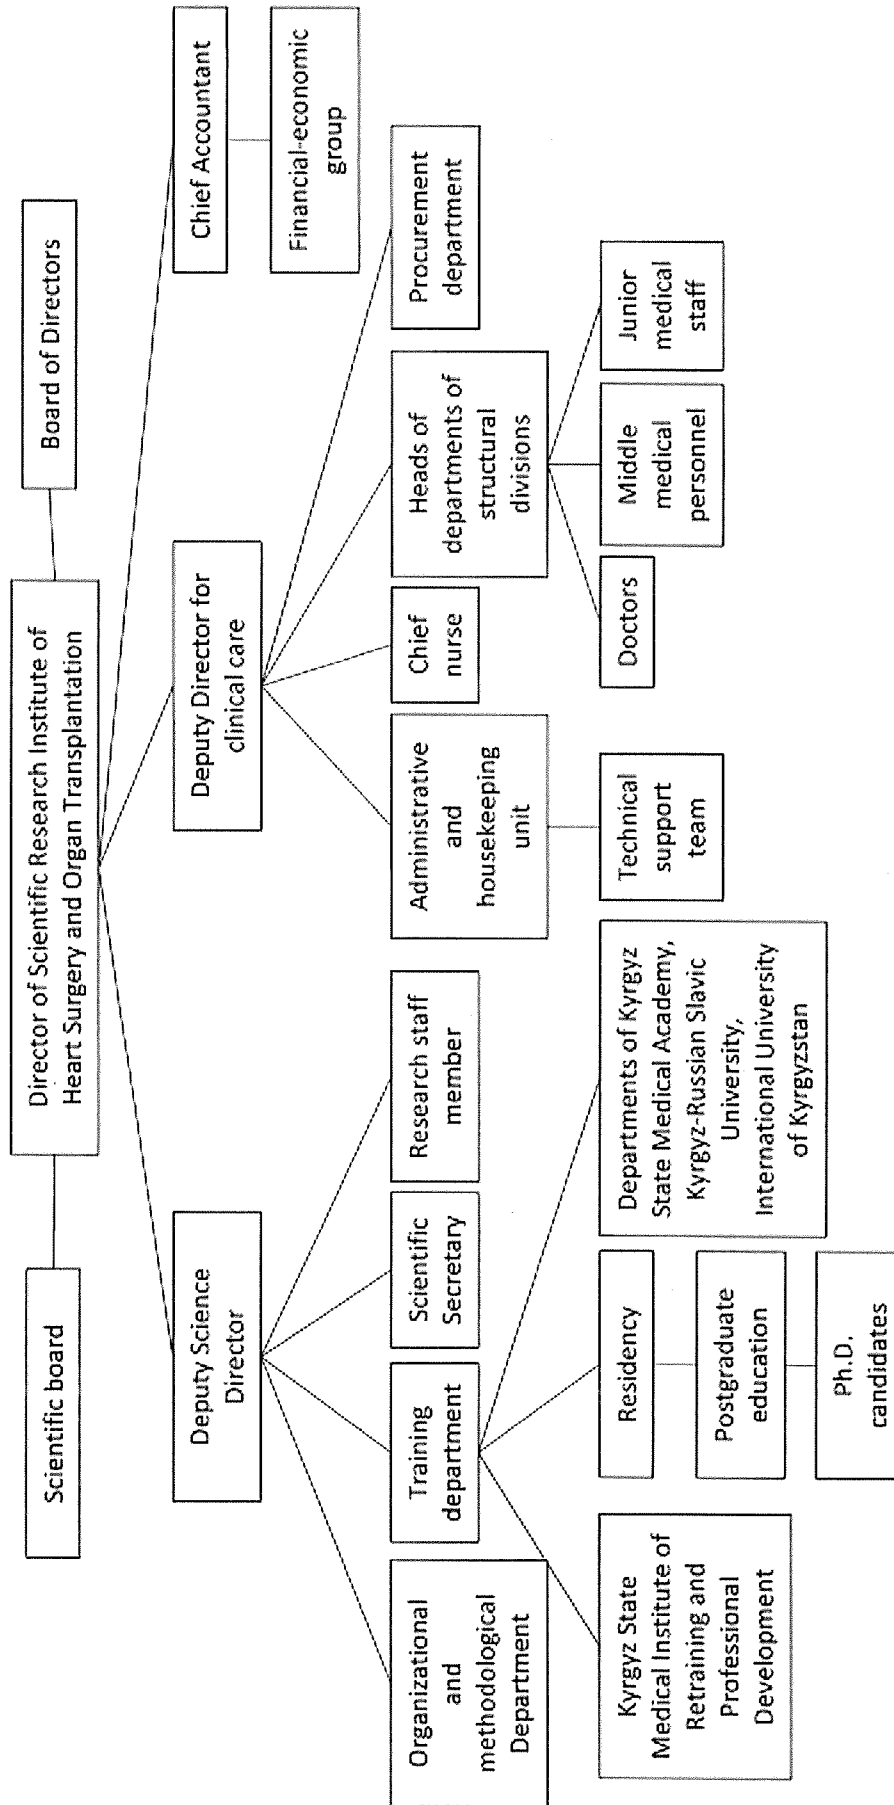 Scientific board
Director of Scientific Research Institute of
Heart Surgery and Organ Transplantation
Board of Directors
Deputy Science
Director
Deputy Director for
clinical care
Chief Accountant
Financial-economic
group
Organizational
and
methodological
Department
Training
department
Scientific
Secretary
Research staff
member
Administrative
and
housekeeping
unit
Chief
nurse
Heads of
departments of
structural
divisions
Procurement
department
Kyrgyz State
Medical Institute of
Retraining and
Professional
Development
Residency
Postgraduate
education
Ph.D.
candidates
Departments of Kyrgyz
State Medical Academy,
Kyrgyz-Russian Slavic
University,
International University
of Kyrgyzstan
Technical
support
team
Doctors
Middle
medical
personnel
Junior
medical
staff